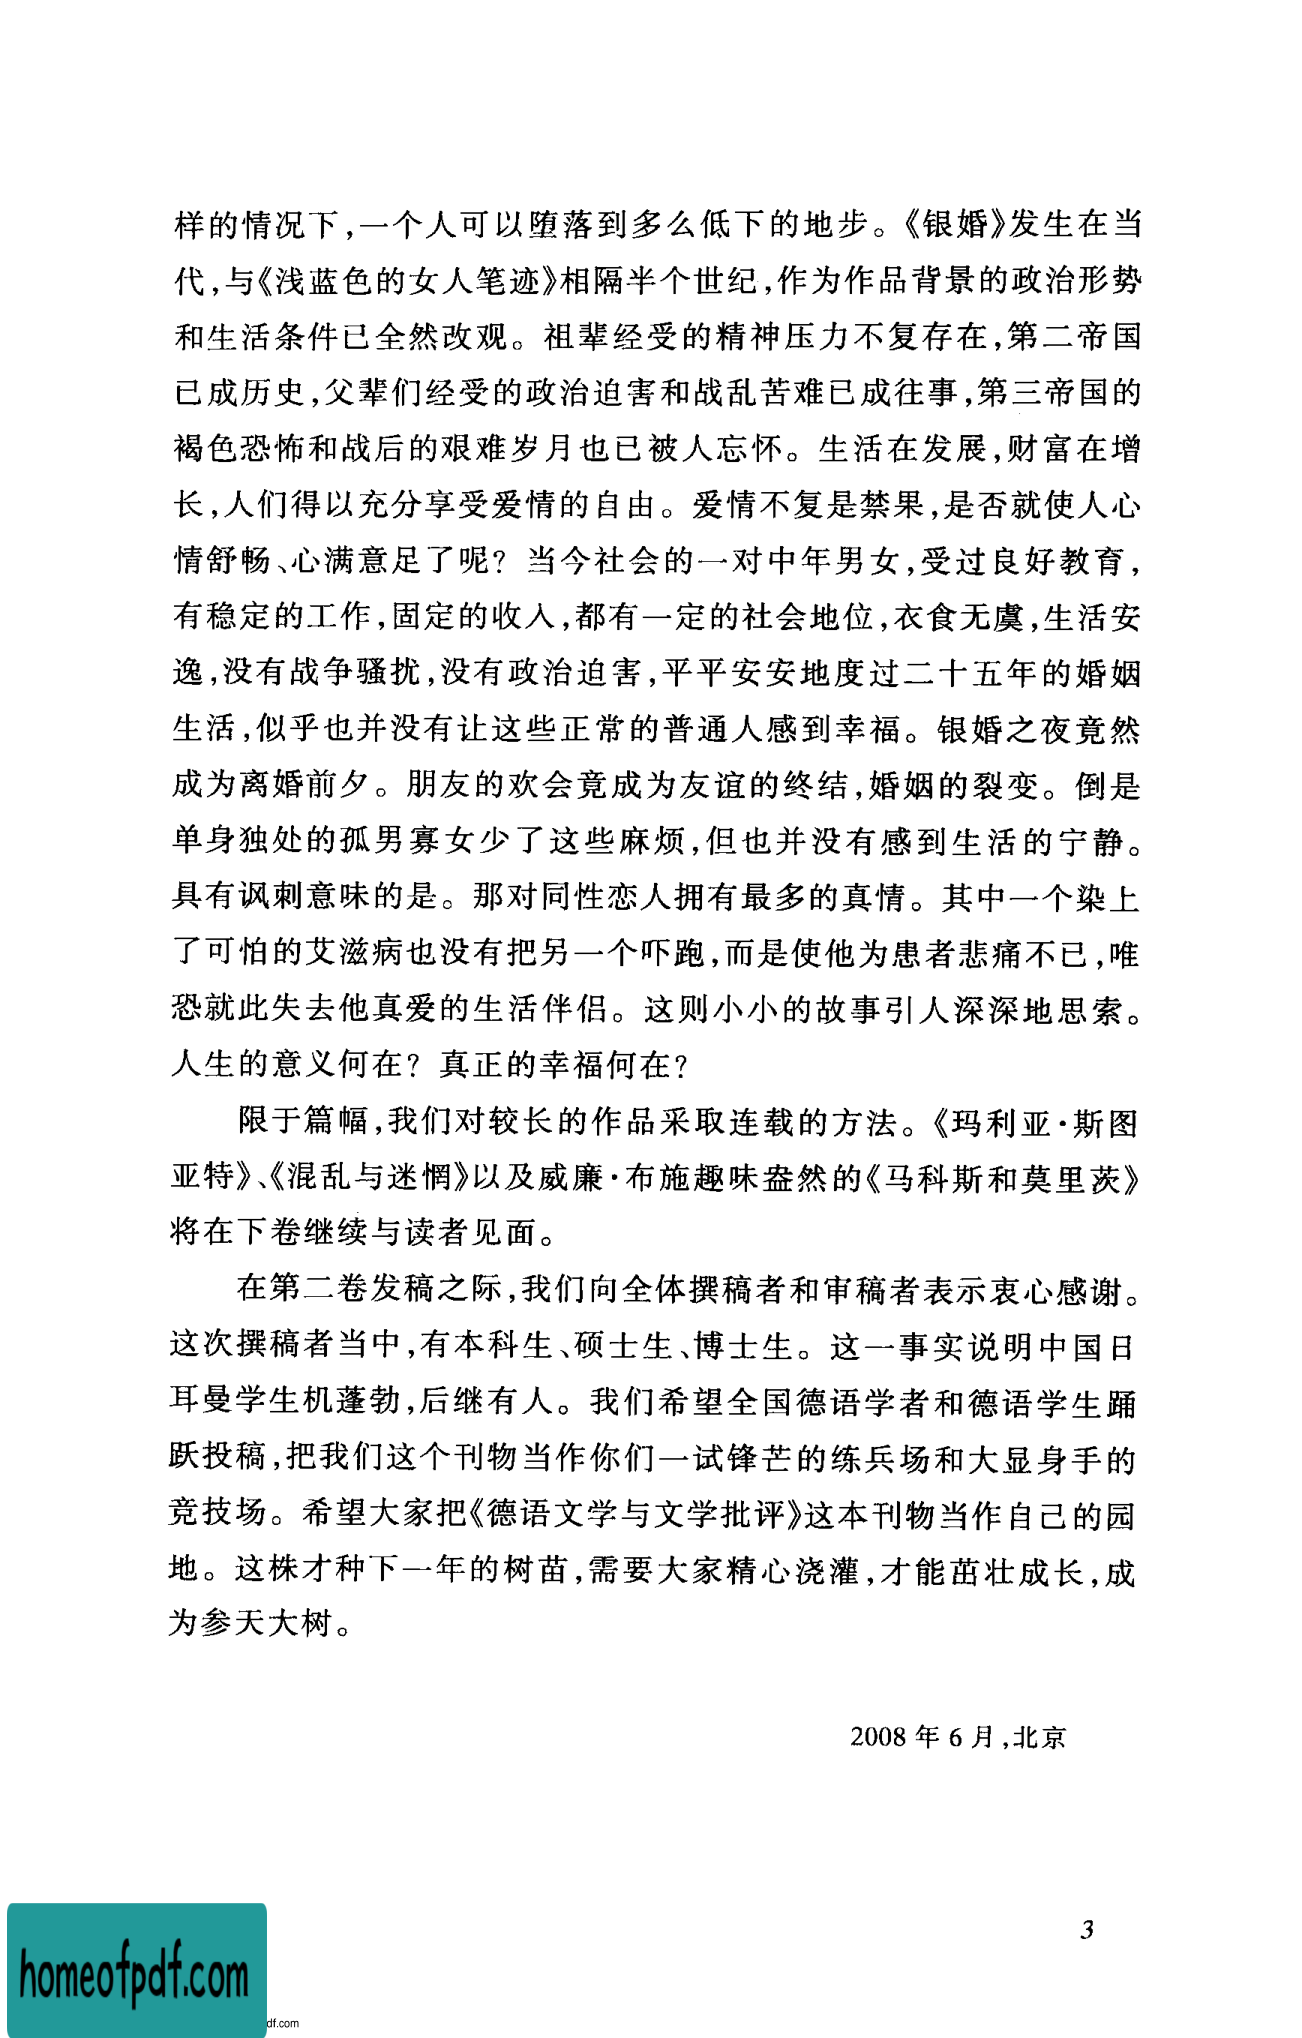 样的情况下,一个人可以堕落到多么低下的地步。《银婚》发生在当
代,与《浅蓝色的女人笔迹》相隔半个世纪,作为作品背景的政治形势
和生活条件已全然改观。祖辈经受的精神压力不复存在,第二帝国
已成历史,父辈们经受的政治迫害和战乱苦难已成往事,第三帝国的
褐色恐怖和战后的艰难岁月也已被人忘怀。生活在发展,财富在增
长,人们得以充分享受爱情的自由。爱情不复是禁果,是否就使人心
情舒畅、心满意足了呢? 当今社会的一对中年男女,受过良好教育,
有稳定的工作,固定的收入,都有一定的社会地位,衣食无虞,生活安
逸,没有战争骚扰,没有政治迫害,平平安安地度过二十五年的婚姻
生活,似乎也并没有让这些正常的普通人感到幸福。银婚之夜竟然
成为离婚前夕。朋友的欢会竟成为友谊的终结,婚姻的裂变。倒是
单身独处的孤男寡女少了这些麻烦,但也并没有感到生活的宁静。
具有讽刺意味的是。那对同性恋人拥有最多的真情。其中一个染上
了可怕的艾滋病也没有把另一个吓跑,而是使他为患者悲痛不已,唯
恐就此失去他真爱的生活伴侣。这则小小的故事引人深深地思索。
人生的意义何在? 真正的幸福何在?
限于篇幅,我们对较长的作品采取连载的方法。《玛利亚·斯图
亚特》、《混乱与迷惘》以及威廉·布施趣味盎然的《马科斯和莫里茨》
将在下卷继续与读者见面。
在第二卷发稿之际,我们向全体撰稿者和审稿者表示衷心感谢。
这次撰稿者当中,有本科生、硕士生、博士生。这一事实说明中国日
耳曼学生机蓬勃,后继有人。我们希望全国德语学者和德语学生踊
跃投稿,把我们这个刊物当作你们一试锋芒的练兵场和大显身手的
竞技场。希望大家把《德语文学与文学批评》这本刊物当作自己的园
地。这株才种下一年的树苗,需要大家精心浇灌,才能茁壮成长,成
为参天大树。
2008 年 6 月,北京
3
homeofpdf.com
df.com